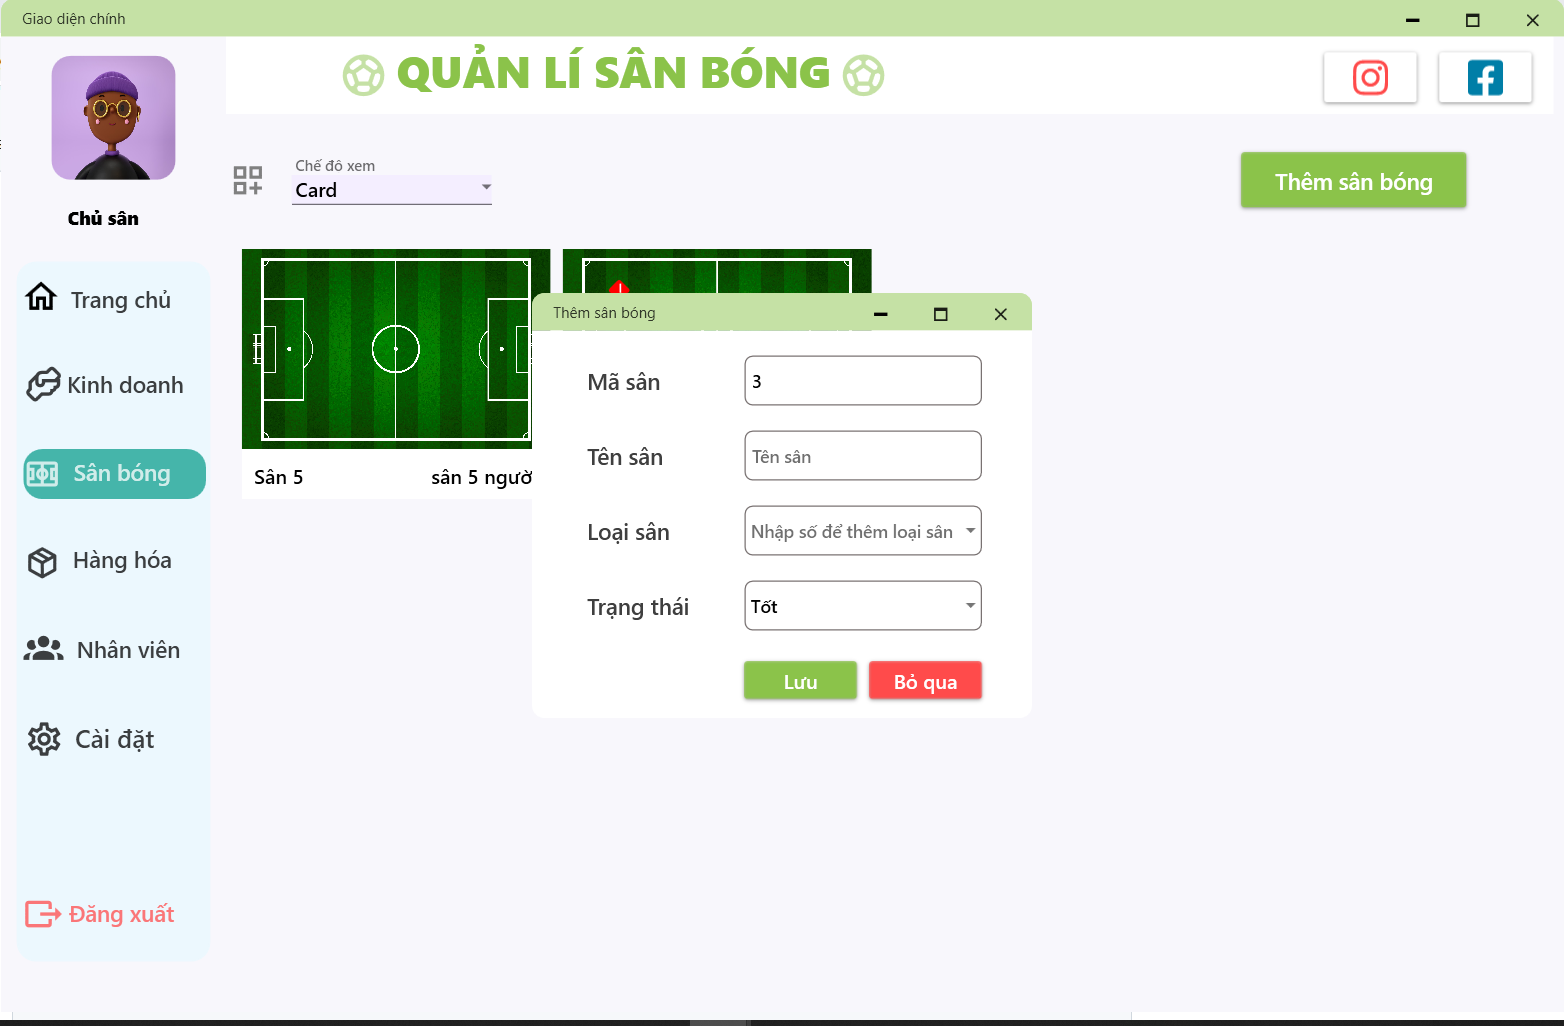 Giao diện chính
QUẢN LÍ SÂN BÓNG
Chủ sân
Chế đô xem
Card
Thêm sân bóng
Trang chủ
Kinh doanh
Sân bóng
Hàng hóa
Nhân viên
Cài đặt
Đăng xuất
Sân 5
sân 5 ngườ
Thêm sân bóng
Mã sân
3
Tên sân
Tên sân
Loại sân
Nhập số để thêm loại sân
Trạng thái
Tốt
Lưu
Bỏ qua